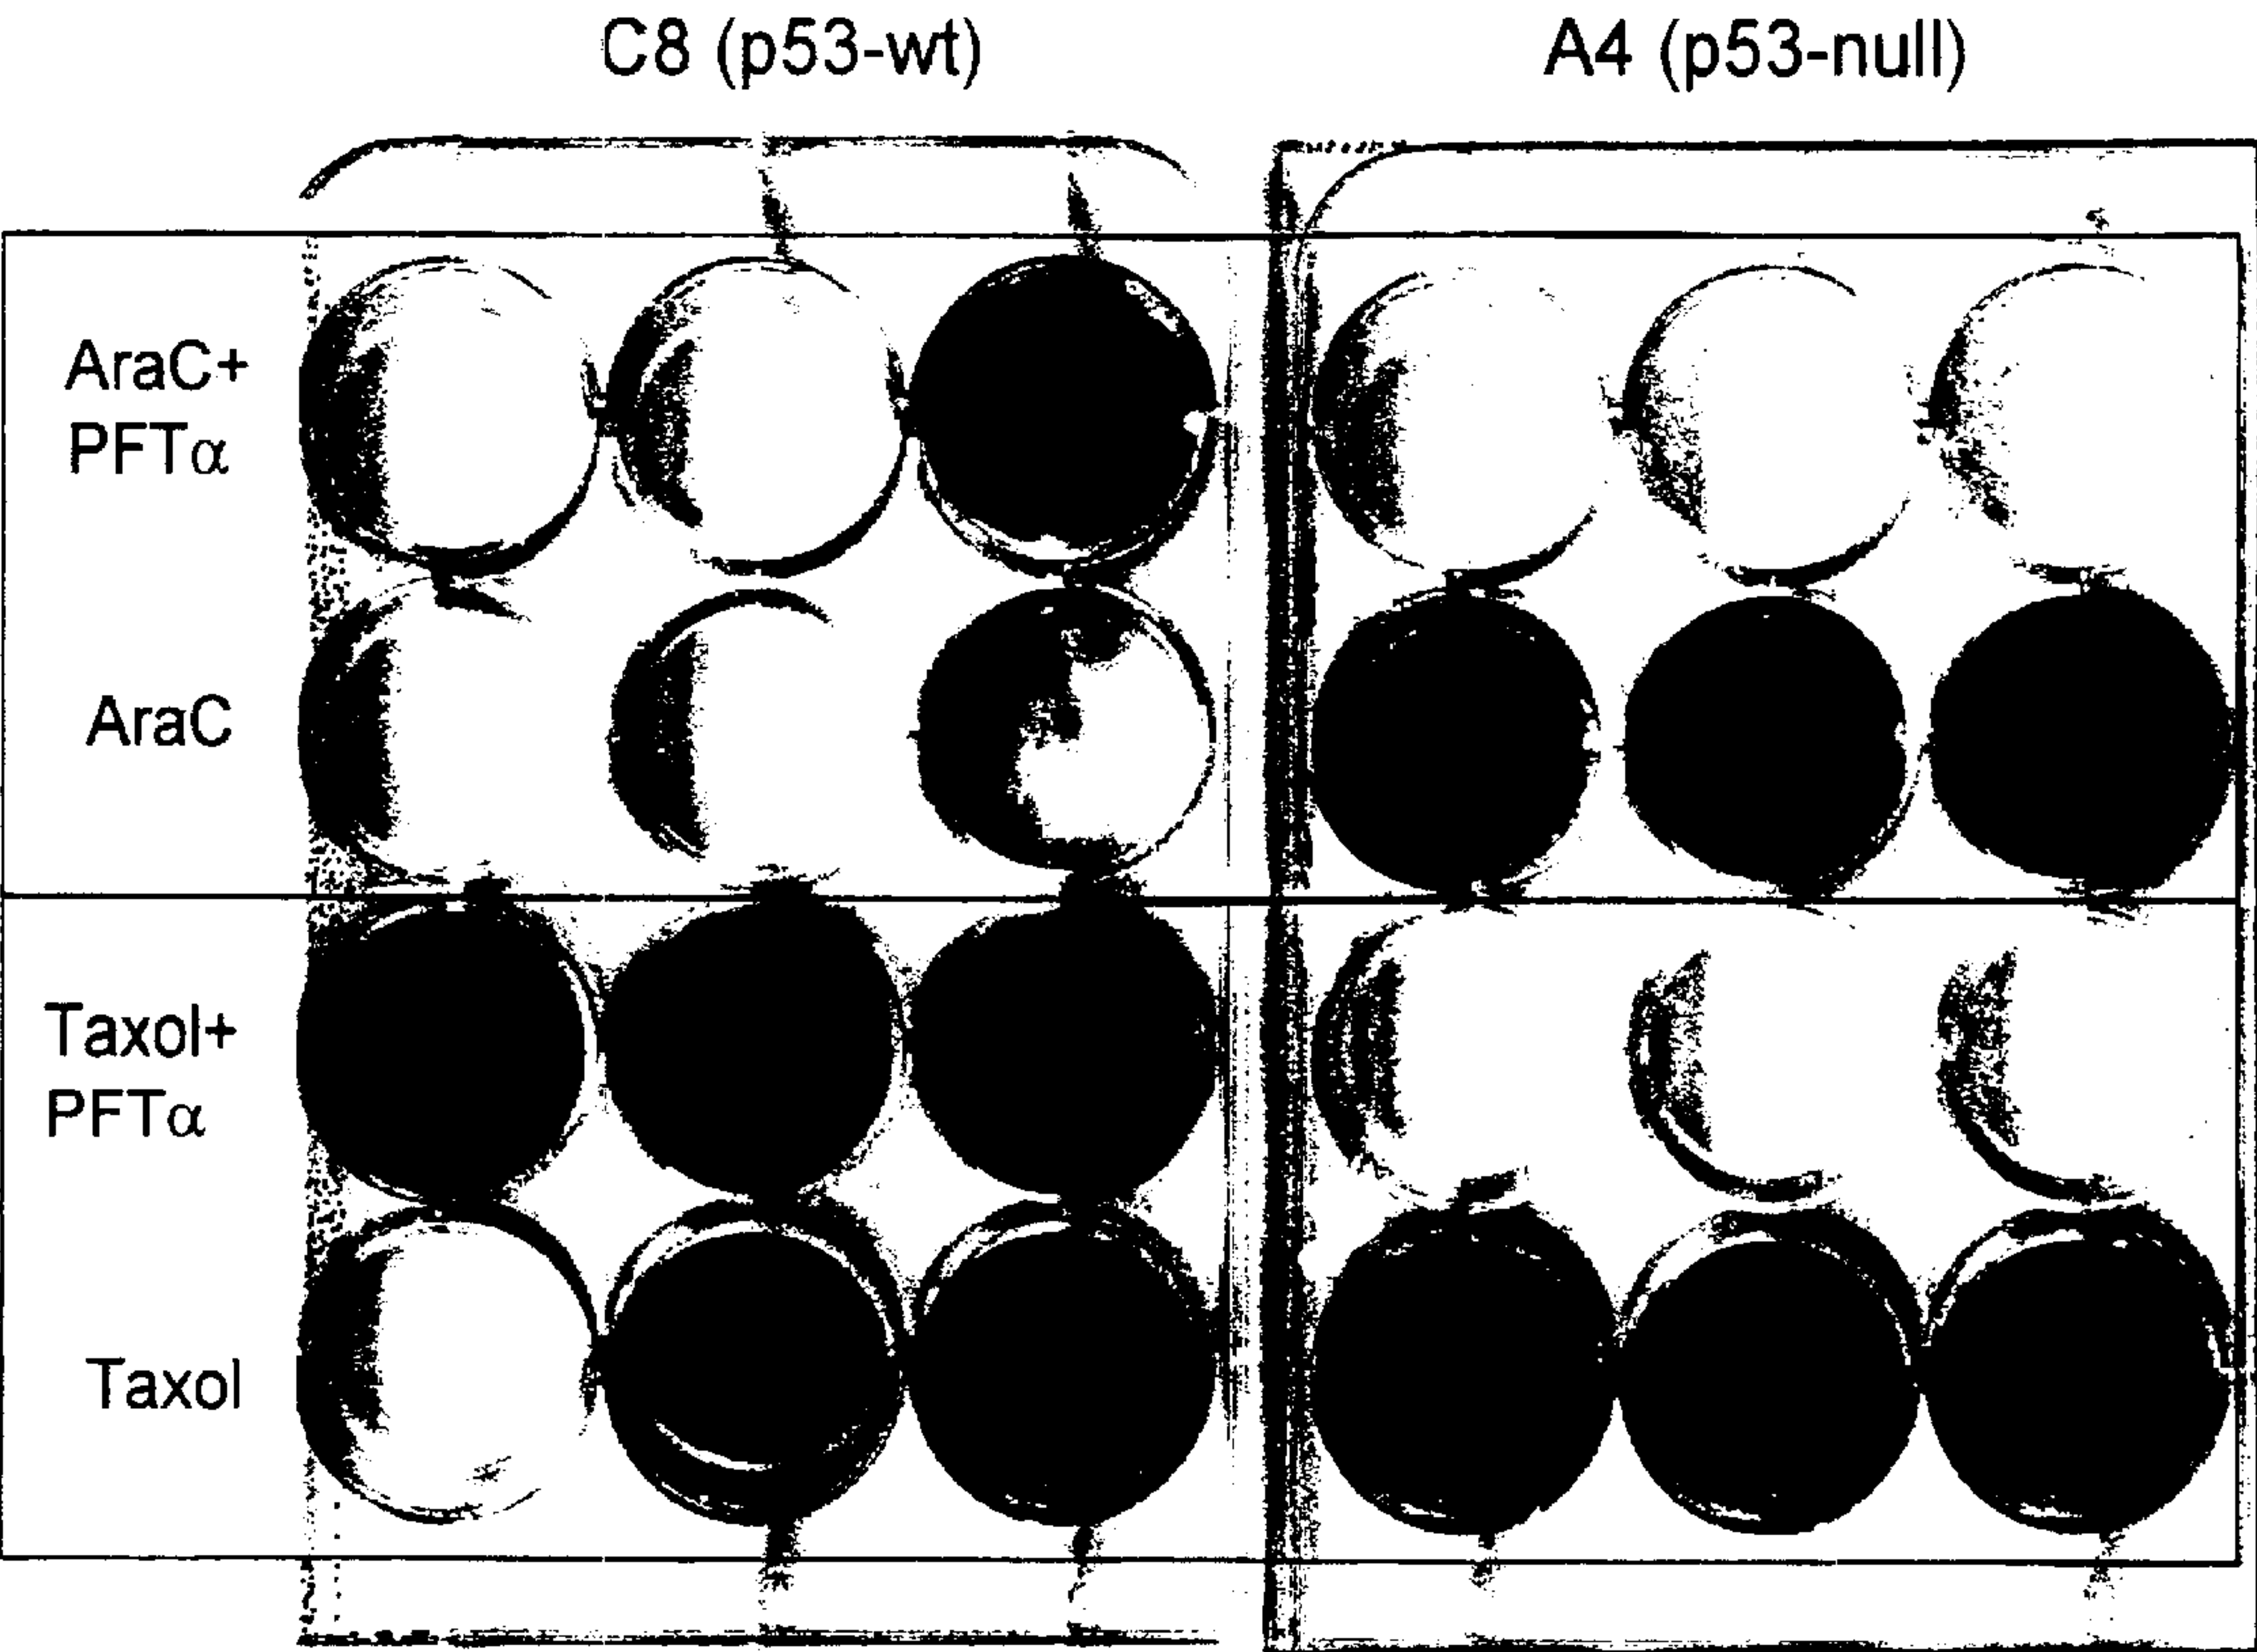 C8 (p53-wt)
A4 (p53-null)
AraC+
PFTα
AraC
Taxol+
PFTα
Taxol